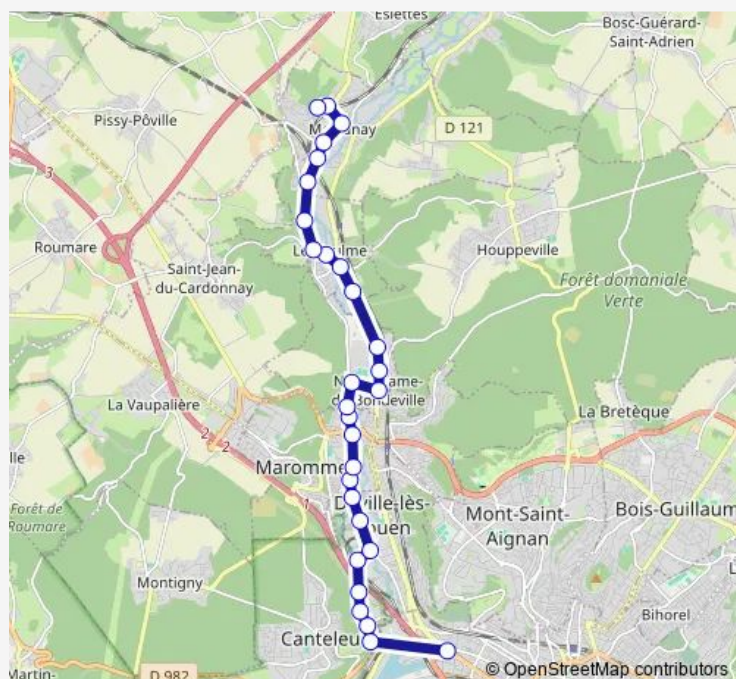 Eslettes
Bosc-Guérard-
Saint-Adrien
Pissy-Pôville
D 121
3
Roumare
Houppeville
Saint-Jean-
du-Cardonnay
Forêt domaniale
Verte
La Vaupalière
La Bretèque
2
2
Maromme
Forêt de
Roumare
1
Mont-Saint-
Aignan
Bois-Guillaum
Montigny
Bihorel
Canteleu
D 982
© OpenStreetMap contributors